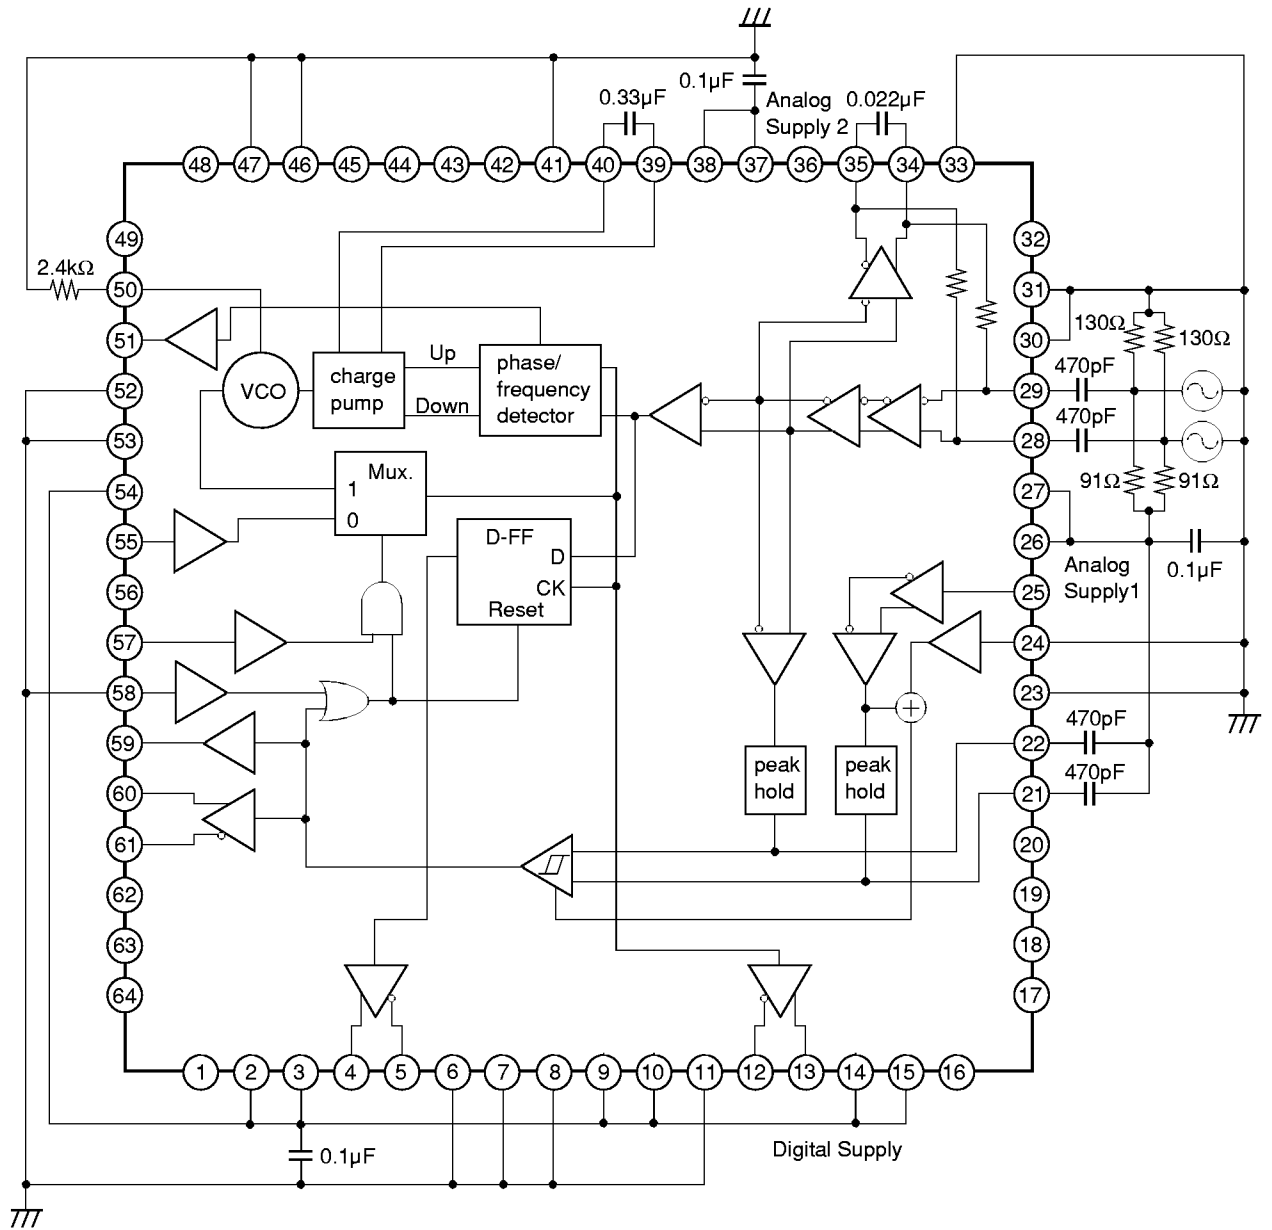 0.1µF
Analog
Supply 2
0.33µF
0.022µF
48 47 46 45 44 43 42 41 40 39 38 37 36 35 34 33
49
50
51
52
53
54
55
56
57
58
59
60
61
62
63
64
2.4kΩ
VCO
charge
pump
Up
Down
phase/
frequency
detector
Mux.
1
0
D-FF
D
CK
Reset
peak
hold
peak
hold
+
32
31
30
29
28
27
26
25
24
23
22
21
20
19
18
17
130Ω
130Ω
470pF
470pF
91Ω
91Ω
Analog
Supply1
0.1µF
470pF
470pF
1 2 3 4 5 6 7 8 9 10 11 12 13 14 15 16
0.1µF
Digital Supply